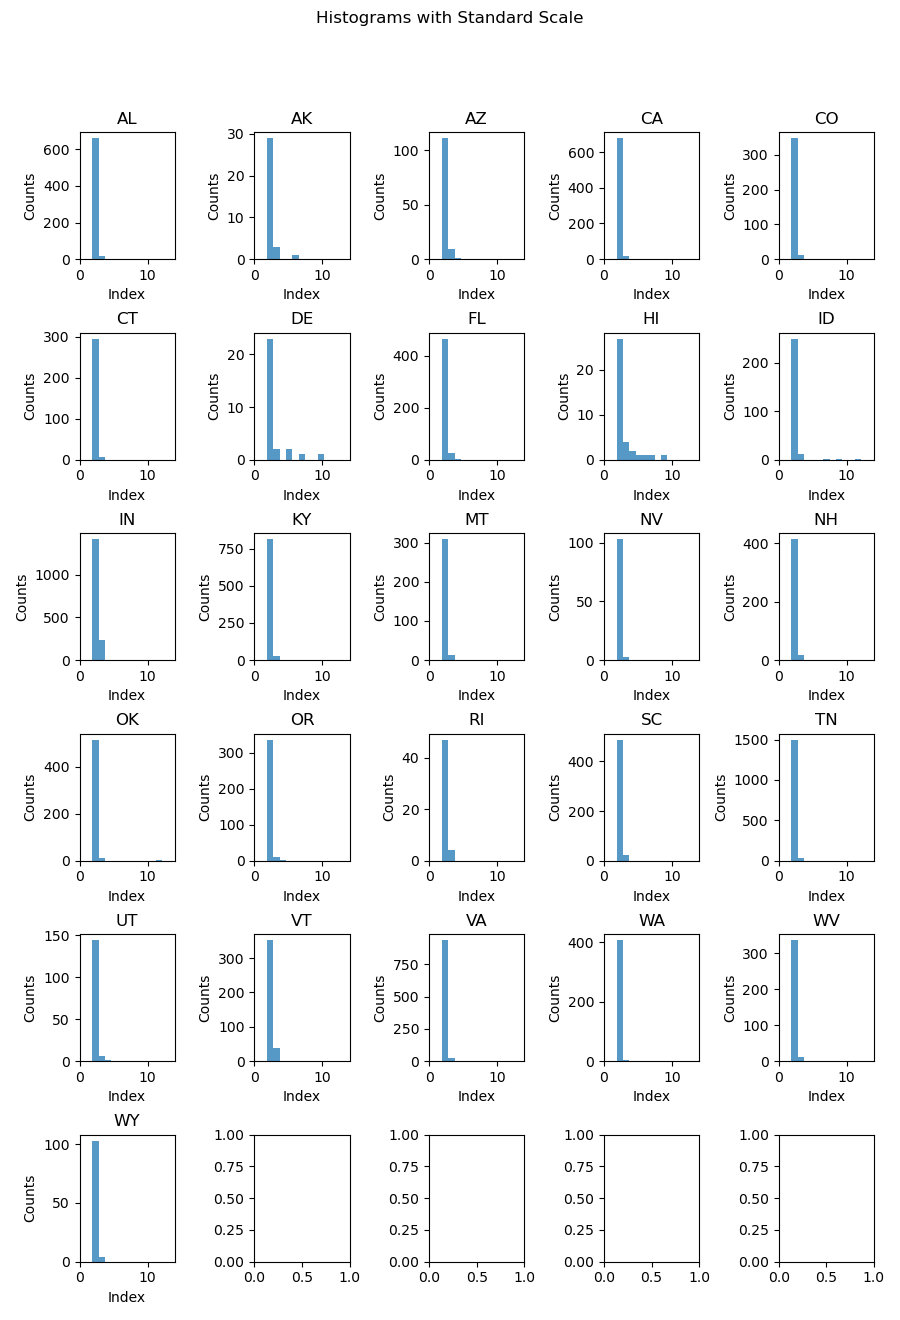 Histograms with Standard Scale
AL AK AZ CA CO
600 400 200 0 Counts 0 10 Index
30 20 10 0 Counts 0 10 Index
100 50 0 Counts 0 10 Index
600 400 200 0 Counts 0 10 Index
300 200 100 0 Counts 0 10 Index
CT DE FL HI ID
300 200 100 0 Counts 0 10 Index
20 10 0 Counts 0 10 Index
400 200 0 Counts 0 10 Index
20 10 0 Counts 0 10 Index
200 100 0 Counts 0 10 Index
IN KY MT NV NH
1000 500 0 Counts 0 10 Index
750 500 250 0 Counts 0 10 Index
300 200 100 0 Counts 0 10 Index
100 50 0 Counts 0 10 Index
400 200 0 Counts 0 10 Index
OK OR RI SC TN
400 200 0 Counts 0 10 Index
300 200 100 0 Counts 0 10 Index
40 20 0 Counts 0 10 Index
400 200 0 Counts 0 10 Index
1500 1000 500 0 Counts 0 10 Index
UT VT VA WA WV
150 100 50 0 Counts 0 10 Index
300 200 100 0 Counts 0 10 Index
750 500 250 0 Counts 0 10 Index
400 200 0 Counts 0 10 Index
300 200 100 0 Counts 0 10 Index
WY
100 50 0 Counts 0 10 Index
1.00 0.75 0.50 0.25 0.00 0.0 0.5 1.0
1.00 0.75 0.50 0.25 0.00 0.0 0.5 1.0
1.00 0.75 0.50 0.25 0.00 0.0 0.5 1.0
1.00 0.75 0.50 0.25 0.00 0.0 0.5 1.0